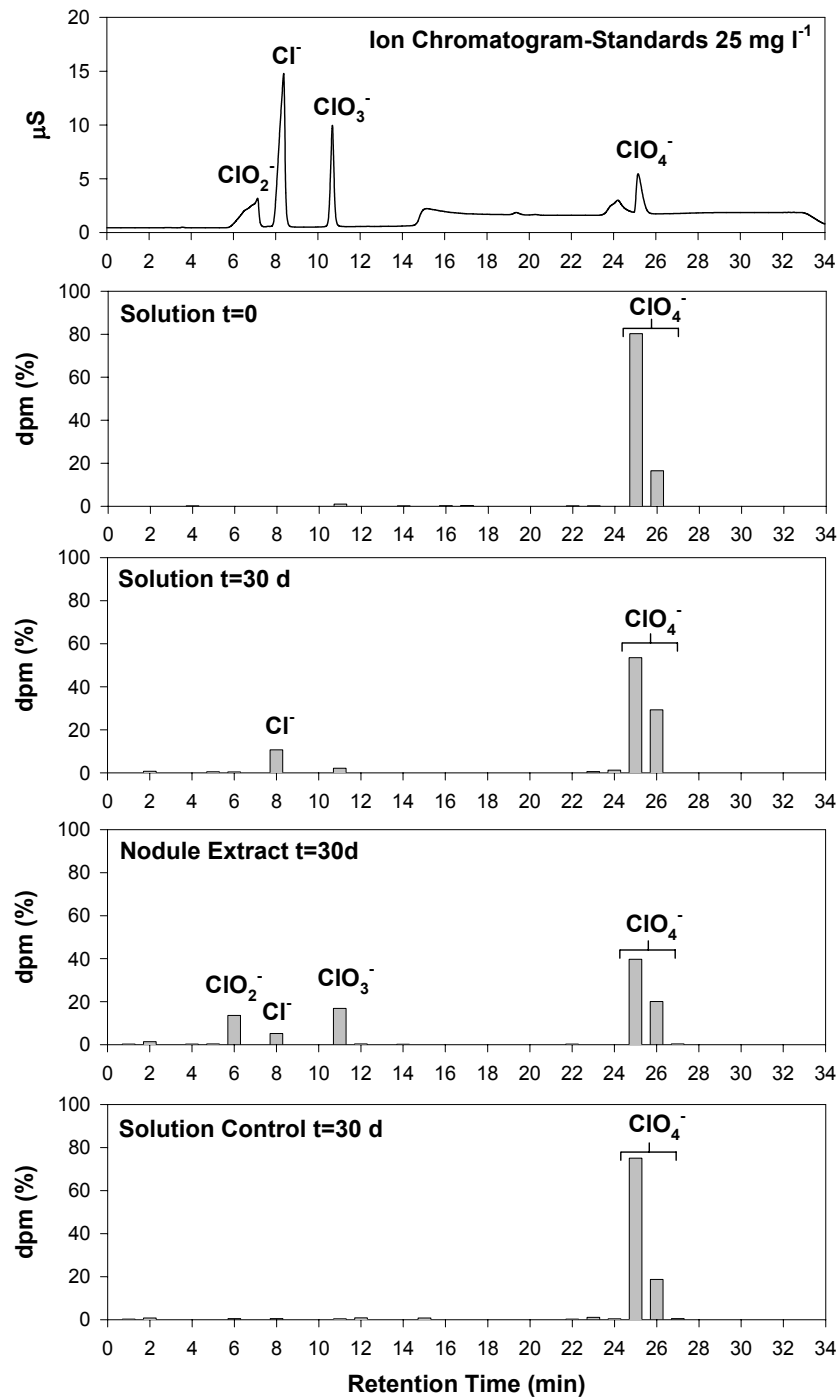 Ion Chromatogram-Standards 25 mg l⁻¹
20
15
10
5
0
µS
ClO₂⁻
Cl⁻
ClO₃⁻
ClO₄⁻
0 2 4 6 8 10 12 14 16 18 20 22 24 26 28 30 32 34
Solution t=0
100
80
60
40
20
0
dpm (%)
ClO₄⁻
0 2 4 6 8 10 12 14 16 18 20 22 24 26 28 30 32 34
Solution t=30 d
100
80
60
40
20
0
dpm (%)
Cl⁻
ClO₄⁻
0 2 4 6 8 10 12 14 16 18 20 22 24 26 28 30 32 34
Nodule Extract t=30d
100
80
60
40
20
0
dpm (%)
ClO₂⁻
Cl⁻
ClO₃⁻
ClO₄⁻
0 2 4 6 8 10 12 14 16 18 20 22 24 26 28 30 32 34
Solution Control t=30 d
100
80
60
40
20
0
dpm (%)
ClO₄⁻
0 2 4 6 8 10 12 14 16 18 20 22 24 26 28 30 32 34
Retention Time (min)